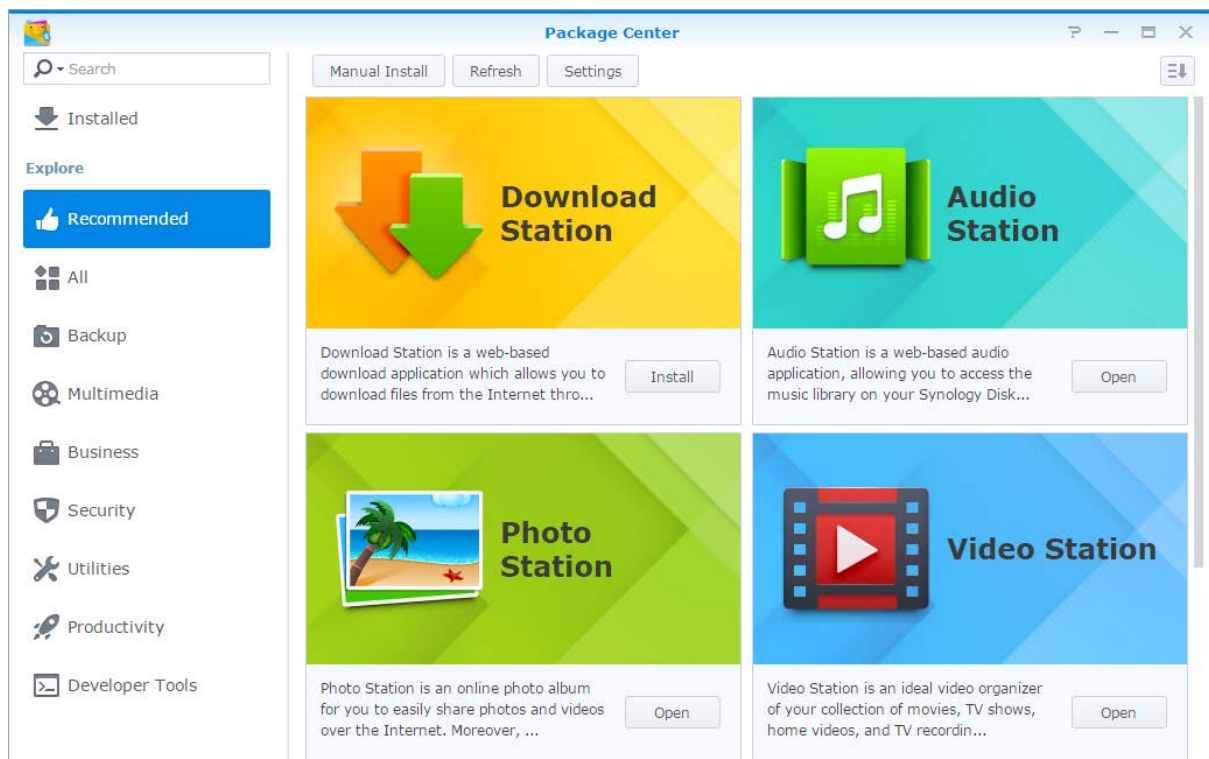 Package Center
Search
Manual Install
Refresh
Settings
Installed
Explore
Recommended
All
Backup
Multimedia
Business
Security
Utilities
Productivity
Developer Tools
Download
Station
Download Station is a web-based
download application which allows you to
download files from the Internet thro...
Install
Audio
Station
Audio Station is a web-based audio
application, allowing you to access the
music library on your Synology Disk...
Open
Photo
Station
Photo Station is an online photo album
for you to easily share photos and videos
over the Internet. Moreover, ...
Open
Video Station
Video Station is an ideal video organizer
of your collection of movies, TV shows,
home videos, and TV recordin...
Open